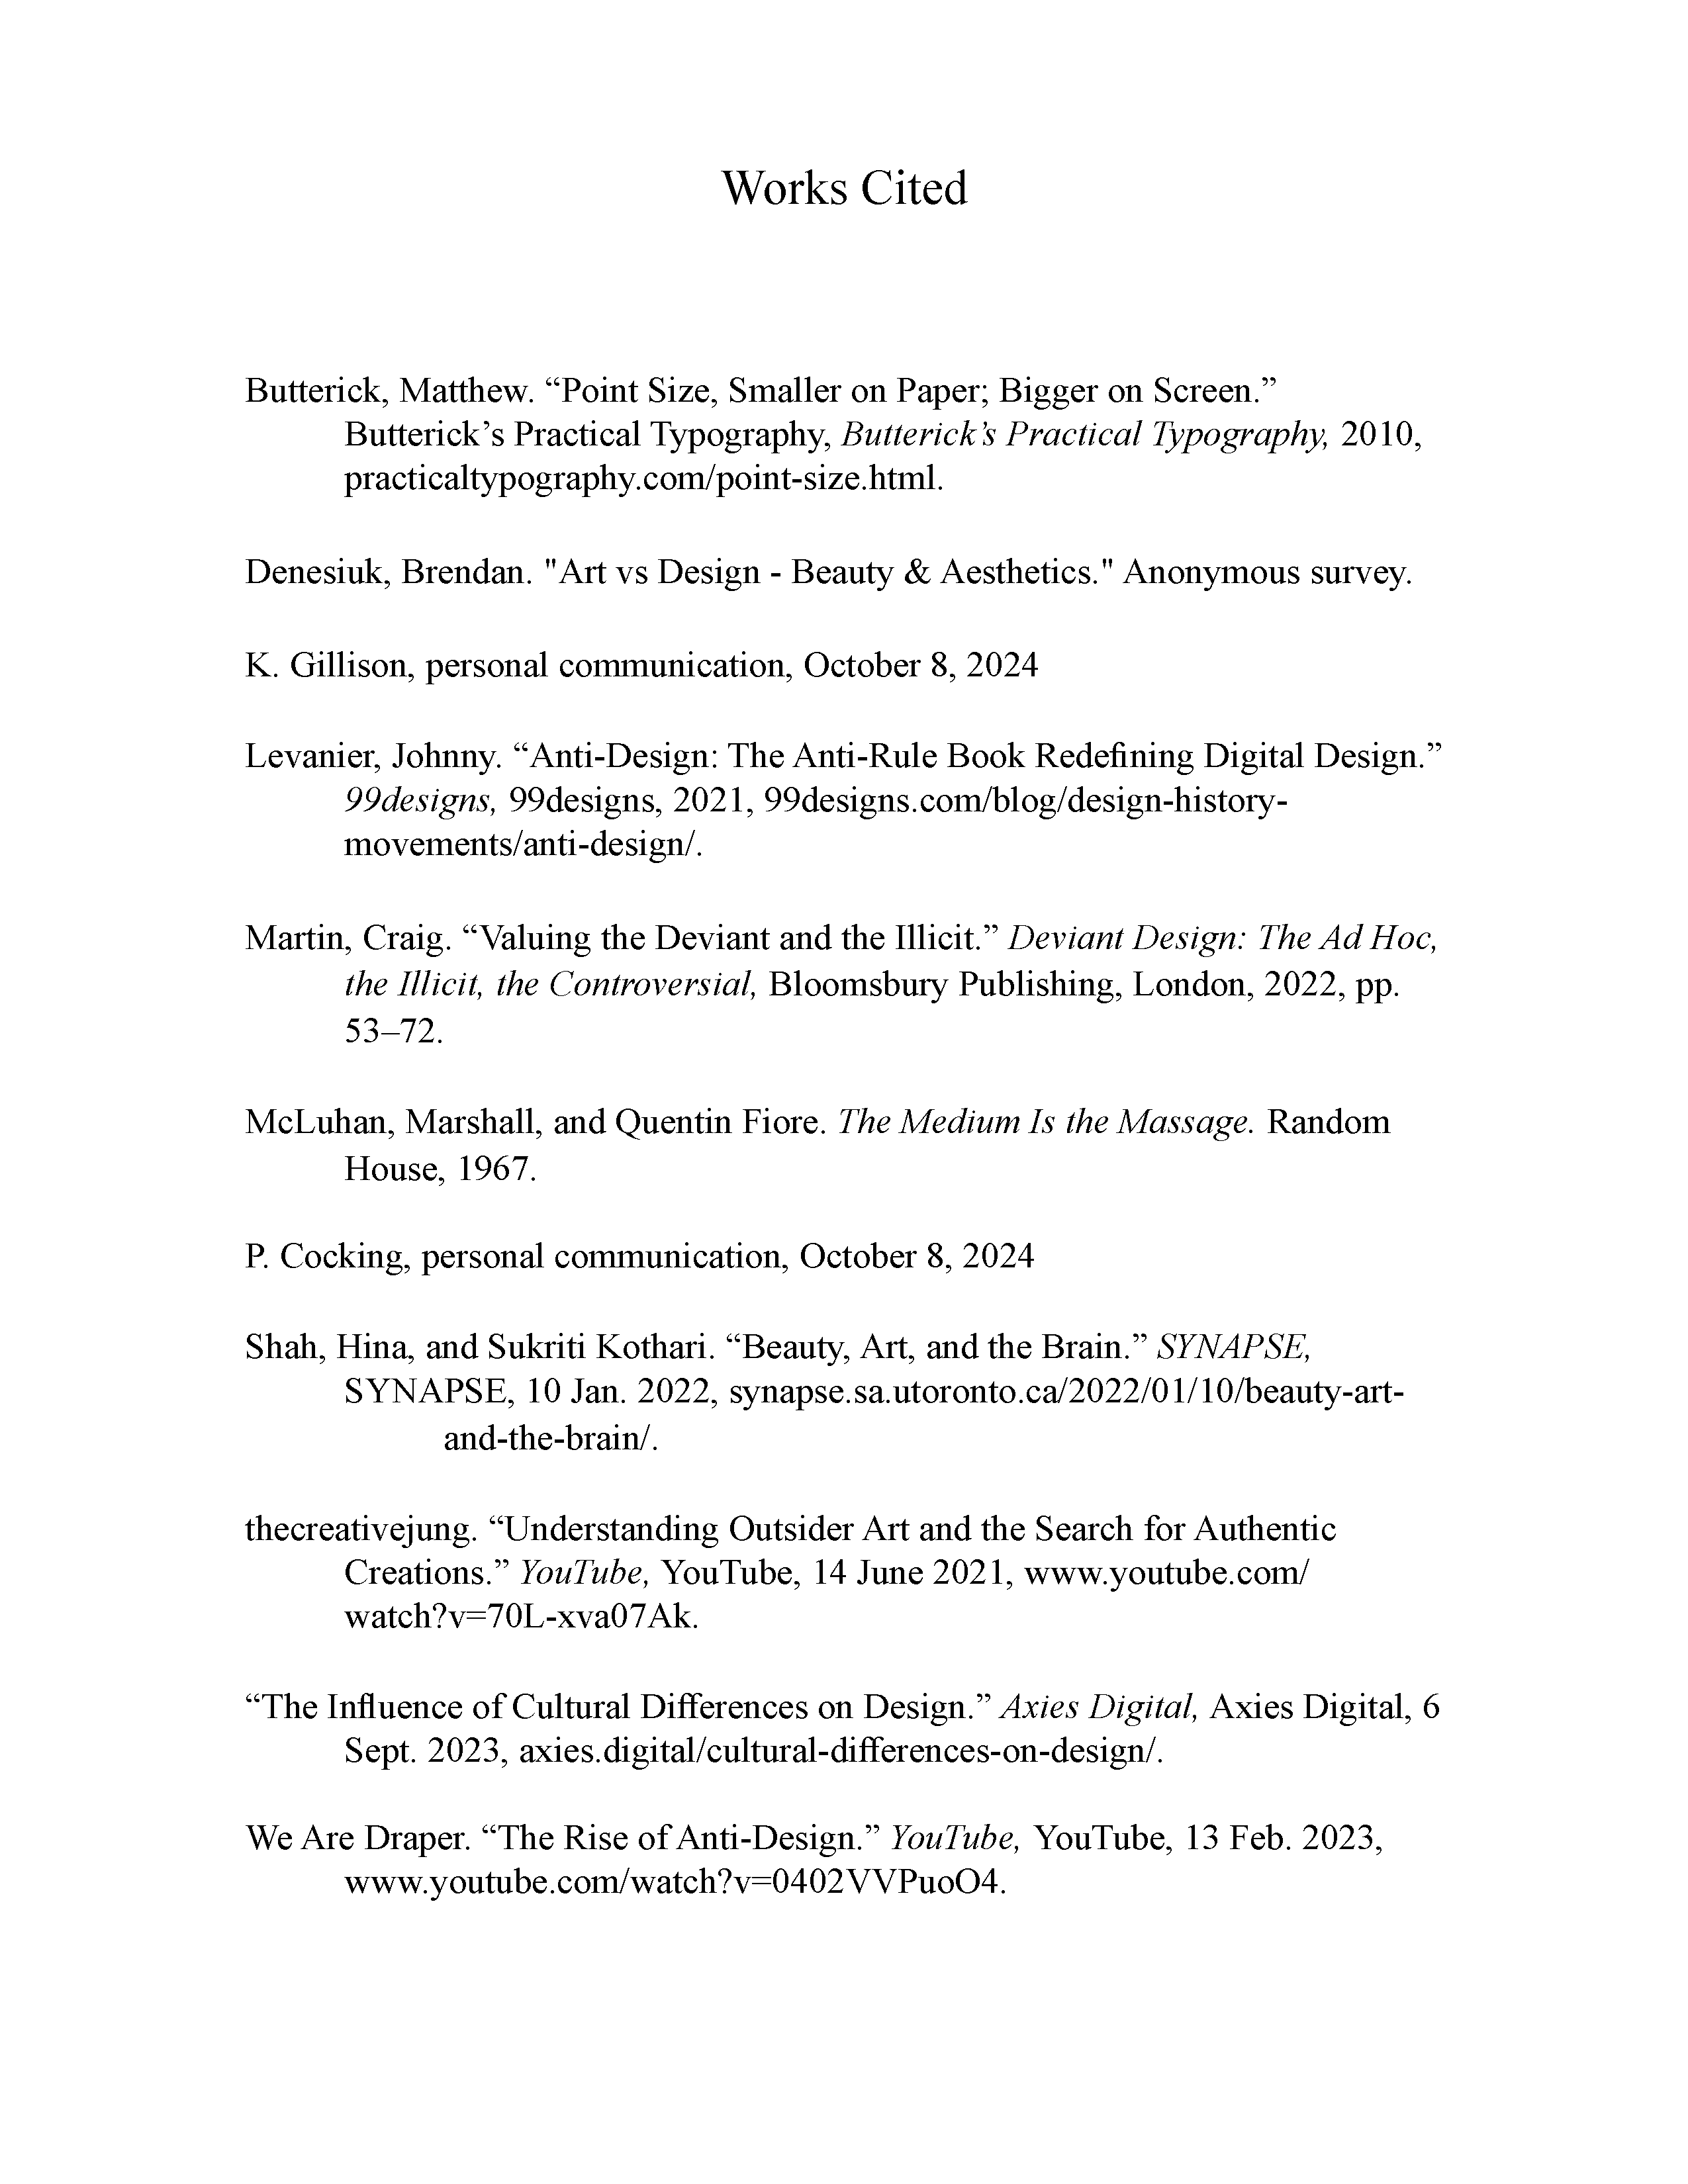 Works Cited
Butterick, Matthew. “Point Size, Smaller on Paper; Bigger on Screen.”
Butterick’s Practical Typography, Butterick’s Practical Typography, 2010,
practicaltypography.com/point-size.html.
Denesiuk, Brendan. "Art vs Design - Beauty & Aesthetics." Anonymous survey.
K. Gillison, personal communication, October 8, 2024
Levanier, Johnny. “Anti-Design: The Anti-Rule Book Redefining Digital Design.”
99designs, 99designs, 2021, 99designs.com/blog/design-history-
movements/anti-design/.
Martin, Craig. “Valuing the Deviant and the Illicit.” Deviant Design: The Ad Hoc,
the Illicit, the Controversial, Bloomsbury Publishing, London, 2022, pp.
53–72.
McLuhan, Marshall, and Quentin Fiore. The Medium Is the Massage. Random
House, 1967.
P. Cocking, personal communication, October 8, 2024
Shah, Hina, and Sukriti Kothari. “Beauty, Art, and the Brain.” SYNAPSE,
SYNAPSE, 10 Jan. 2022, synapse.sa.utoronto.ca/2022/01/10/beauty-art-
and-the-brain/.
thecreativejung. “Understanding Outsider Art and the Search for Authentic
Creations.” YouTube, YouTube, 14 June 2021, www.youtube.com/
watch?v=70L-xva07Ak.
“The Influence of Cultural Differences on Design.” Axies Digital, Axies Digital, 6
Sept. 2023, axies.digital/cultural-differences-on-design/.
We Are Draper. “The Rise of Anti-Design.” YouTube, YouTube, 13 Feb. 2023,
www.youtube.com/watch?v=0402VVPuoO4.